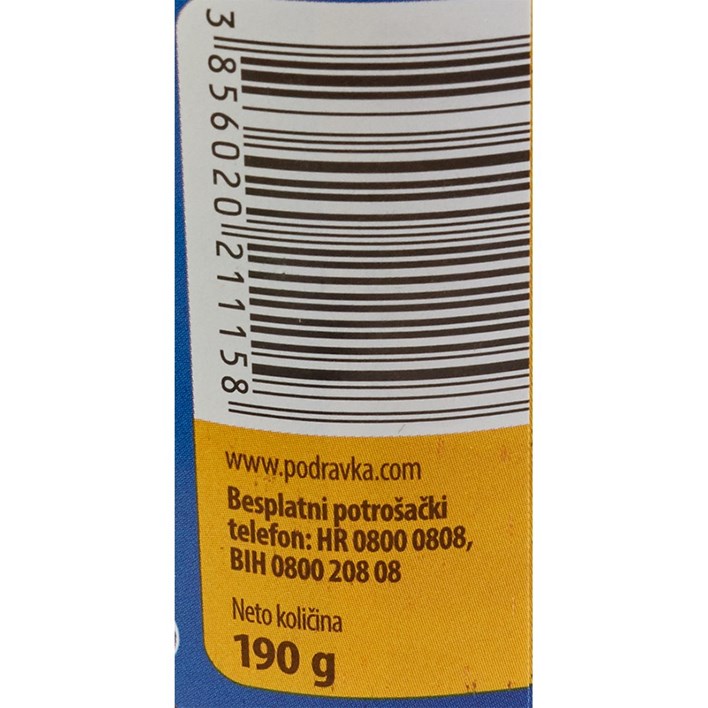 3 856020 211158
www.podravka.com
Besplatni potrošački
telefon: HR 0800 0808,
BIH 0800 208 08
Neto količina
190 g